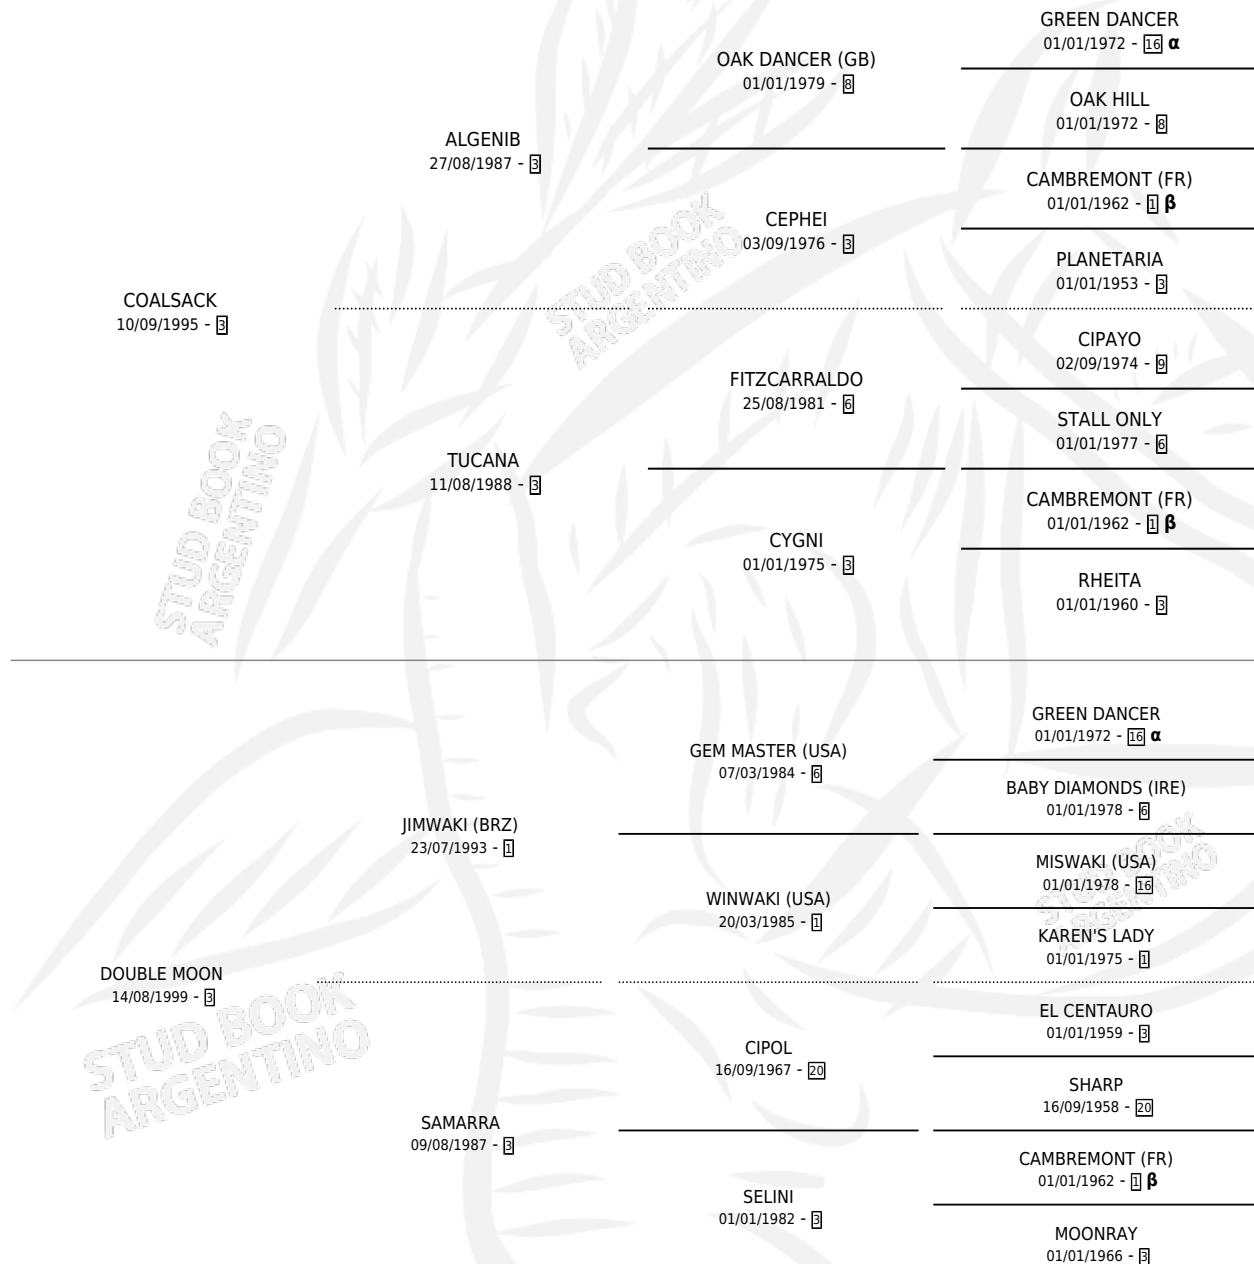 GREEN DANCER
01/01/1972 - 16 α
OAK DANCER (GB)
01/01/1979 - 8
OAK HILL
01/01/1972 - 8
ALGENIB
27/08/1987 - 3
CAMBREMONT (FR)
01/01/1962 - 1 β
CEPHEI
03/09/1976 - 3
PLANETARIA
01/01/1953 - 3
COALSACK
10/09/1995 - 3
STUD BOOK
ARGENTINO
CIPAYO
02/09/1974 - 9
FITZCARRALDO
25/08/1981 - 6
STALL ONLY
01/01/1977 - 6
TUCANA
11/08/1988 - 3
CAMBREMONT (FR)
01/01/1962 - 1 β
CYGNI
01/01/1975 - 3
RHEITA
01/01/1960 - 3
STUD BOOK
ARGENTINO
GREEN DANCER
01/01/1972 - 16 α
GEM MASTER (USA)
07/03/1984 - 6
BABY DIAMONDS (IRE)
01/01/1978 - 6
JIMWAKI (BRZ)
23/07/1993 - 1
MISWAKI (USA)
01/01/1978 - 16
STUD BOOK
ARGENTINO
WINWAKI (USA)
20/03/1985 - 1
KAREN'S LADY
01/01/1975 - 1
DOUBLE MOON
14/08/1999 - 3
STUD BOOK
ARGENTINO
EL CENTAURO
01/01/1959 - 3
CIPOL
16/09/1967 - 20
SHARP
16/09/1958 - 20
SAMARRA
09/08/1987 - 3
CAMBREMONT (FR)
01/01/1962 - 1 β
SELINI
01/01/1982 - 3
MOONRAY
01/01/1966 - 3